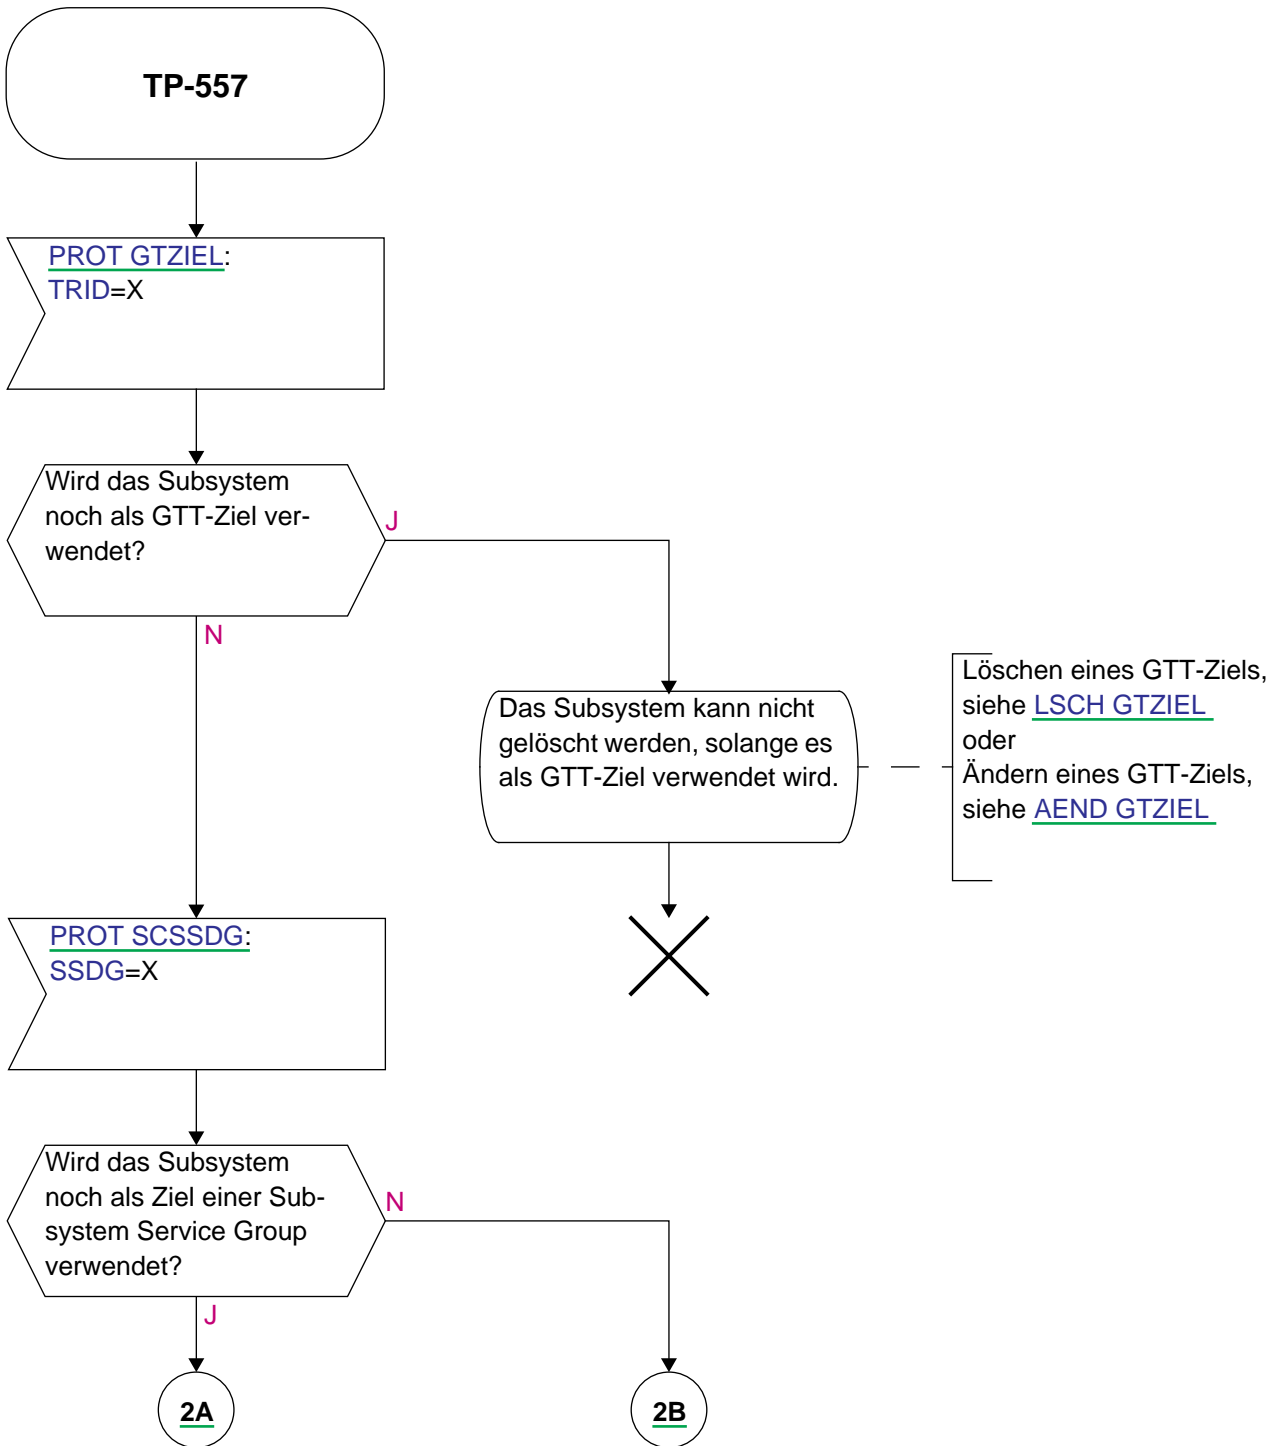 TP-557
PROT GTZIEL:
TRID=X
Wird das Subsystem
noch als GTT-Ziel ver-
wendet?
J
N
Das Subsystem kann nicht
gelöscht werden, solange es
als GTT-Ziel verwendet wird.
Löschen eines GTT-Ziels,
siehe LSCH GTZIEL
oder
Ändern eines GTT-Ziels,
siehe AEND GTZIEL
PROT SCSSDG:
SSDG=X
Wird das Subsystem
noch als Ziel einer Sub-
system Service Group
verwendet?
N
J
2A
2B